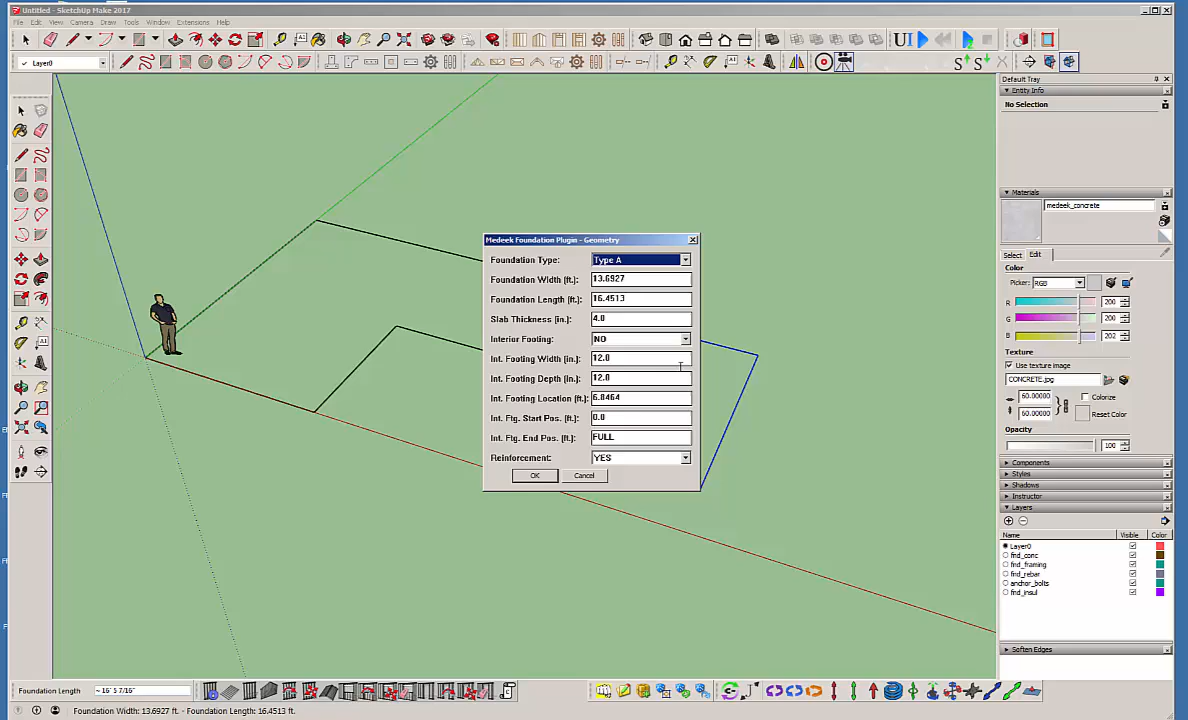 Untitled - SketchUp Make 2017
File Edit View Camera Draw Tools Window Extensions Help
UI
Layer0
Default Tray
Entity Info
No Selection
Materials
medeek_concrete
Select Edit
Color
Picker: RGB
R 200
G 200
B 202
Texture
Use texture image
CONCRETE.jpg
60.00000 Colorize
60.00000 Reset Color
Opacity
100
Components
Styles
Shadows
Instructor
Layers
Name Visible Color
Layer0
fnd_conc
fnd_framing
fnd_rebar
anchor_bolts
fnd_insul
Soften Edges
Medeek Foundation Plugin - Geometry
Foundation Type: Type A
Foundation Width (ft.): 13.6927
Foundation Length (ft.): 16.4513
Slab Thickness (in.): 4.0
Interior Footing: NO
Int. Footing Width (in.): 12.0
Int. Footing Depth (in.): 12.0
Int. Footing Location (ft.): 6.8464
Int. Ftg. Start Pos. (ft.): 0.0
Int. Ftg. End Pos. (ft.): FULL
Reinforcement: YES
OK Cancel
Foundation Length ~ 16' 5 7/16"
Foundation Width: 13.6927 ft. - Foundation Length: 16.4513 ft.